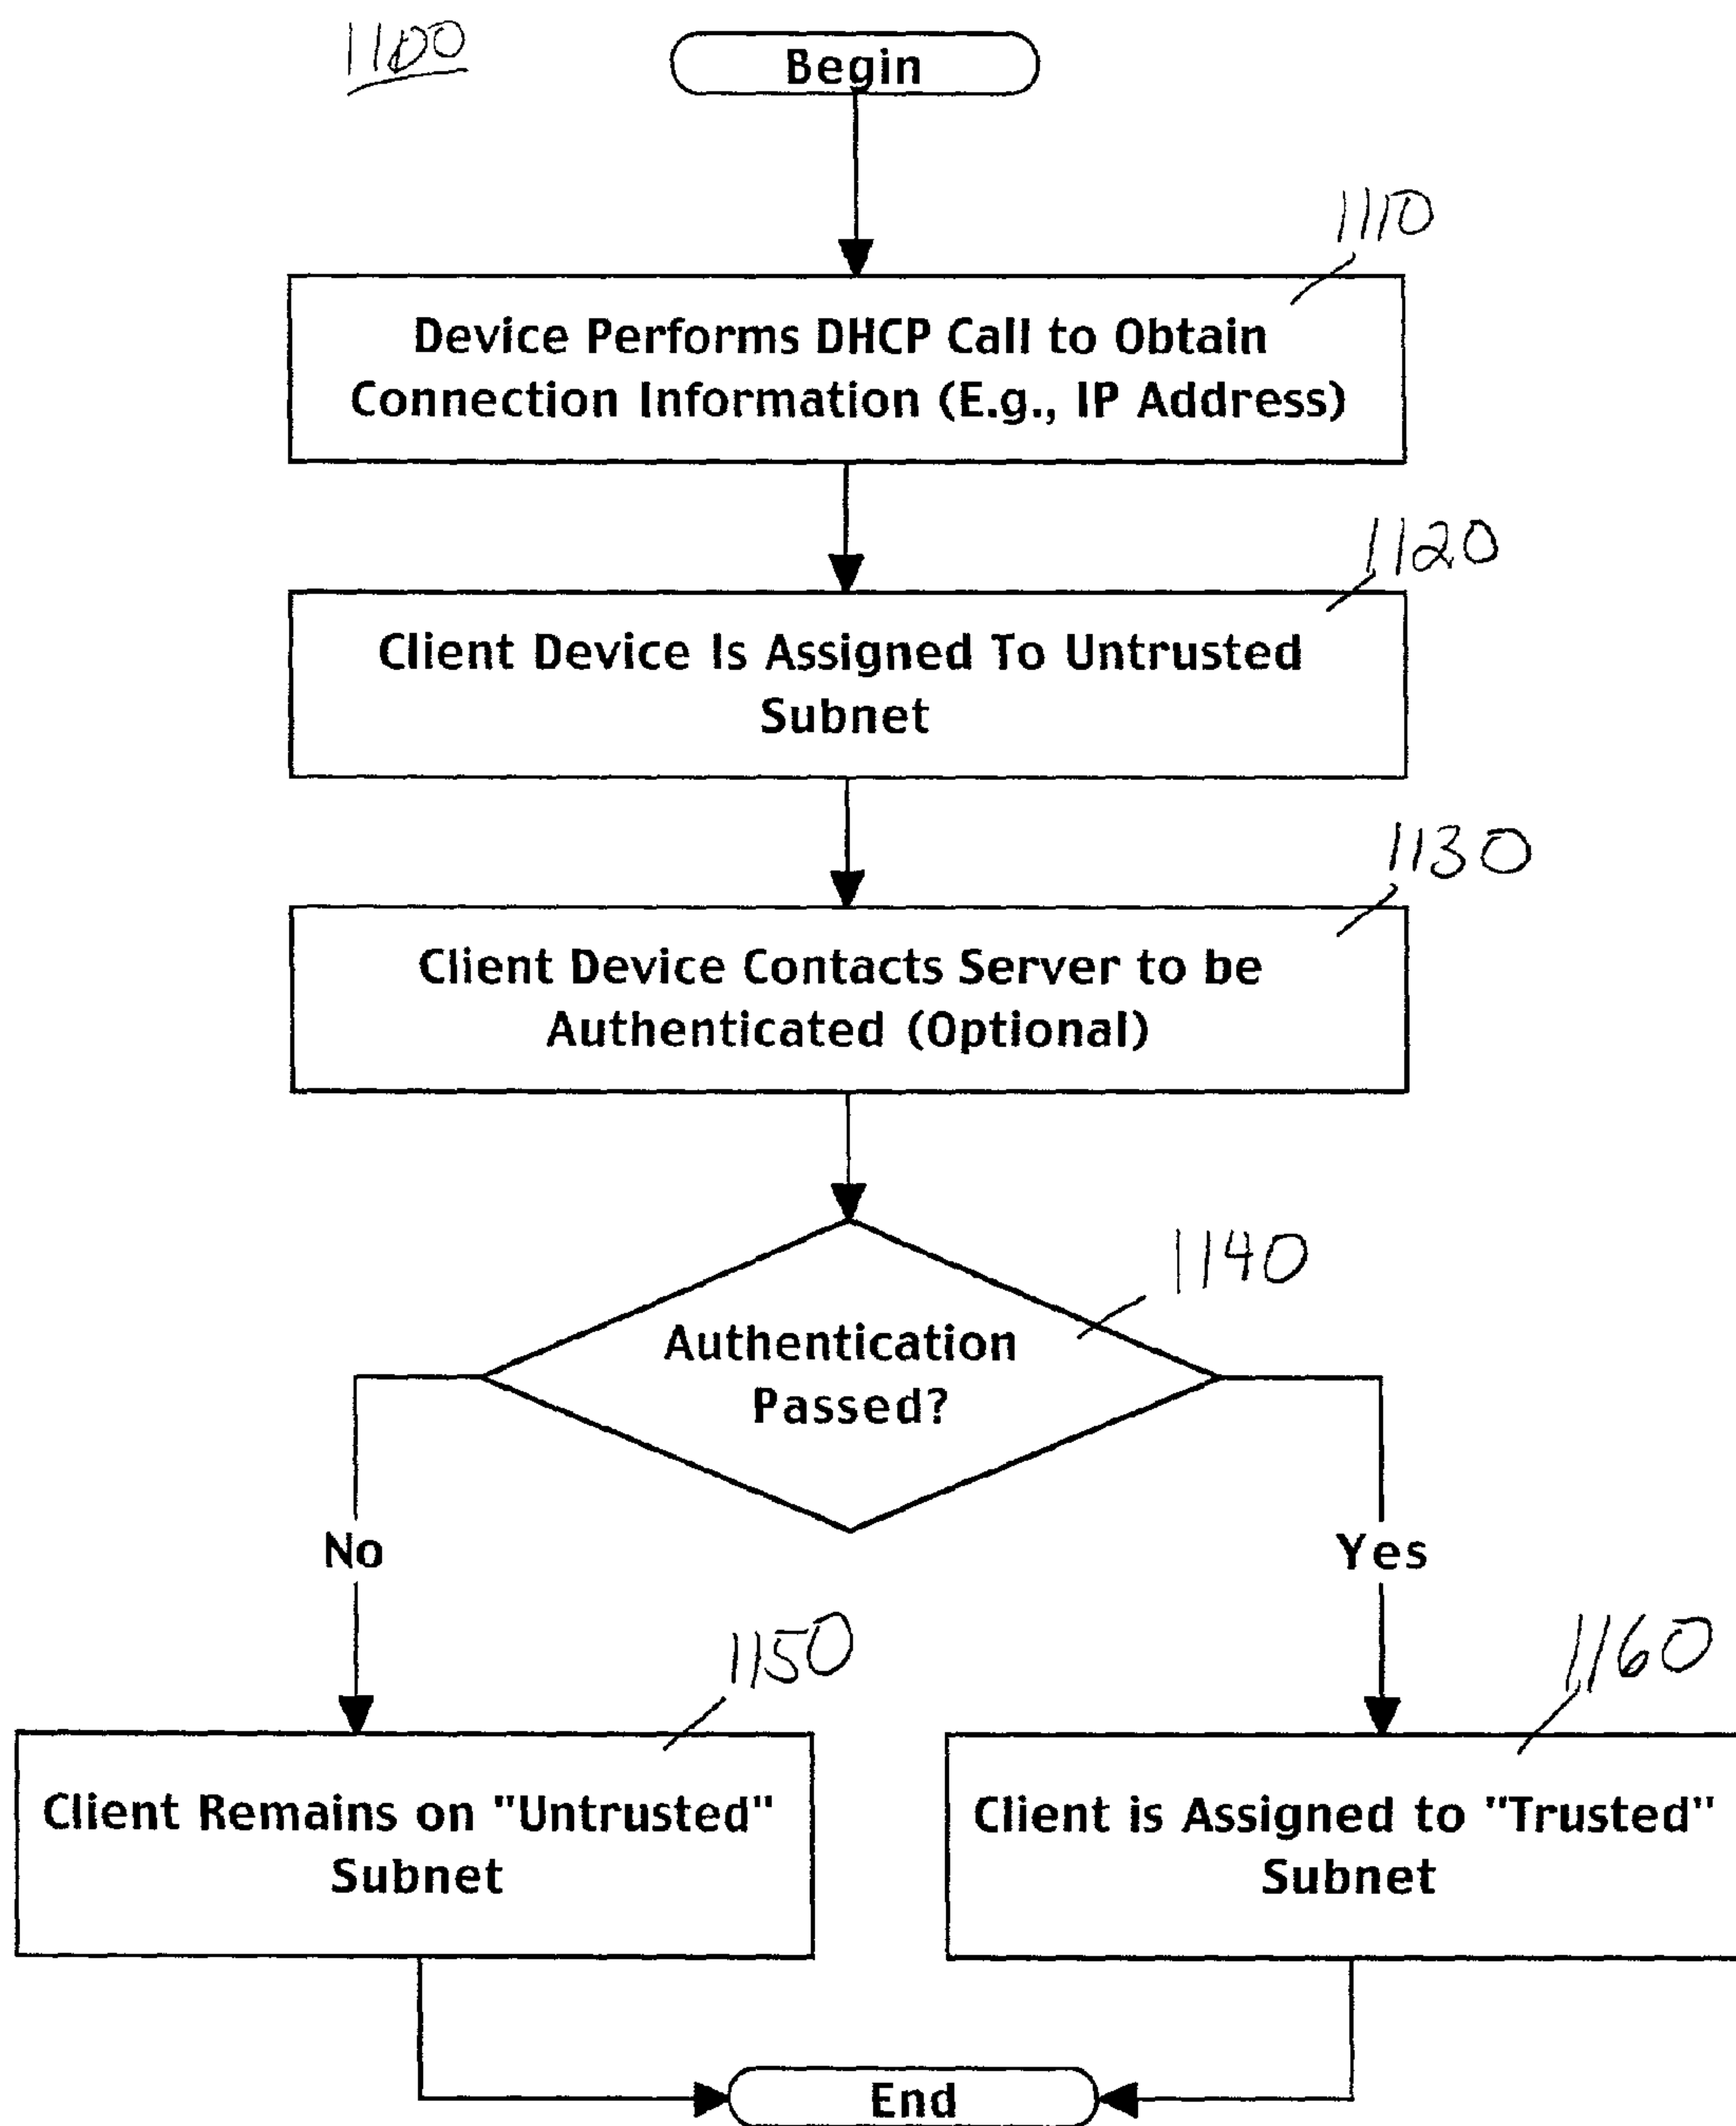 1100
Begin
1110
Device Performs DHCP Call to Obtain
Connection Information (E.g., IP Address)
1120
Client Device Is Assigned To Untrusted
Subnet
1130
Client Device Contacts Server to be
Authenticated (Optional)
1140
Authentication
Passed?
No
Yes
1150
1160
Client Remains on "Untrusted"
Subnet
Client is Assigned to "Trusted"
Subnet
End